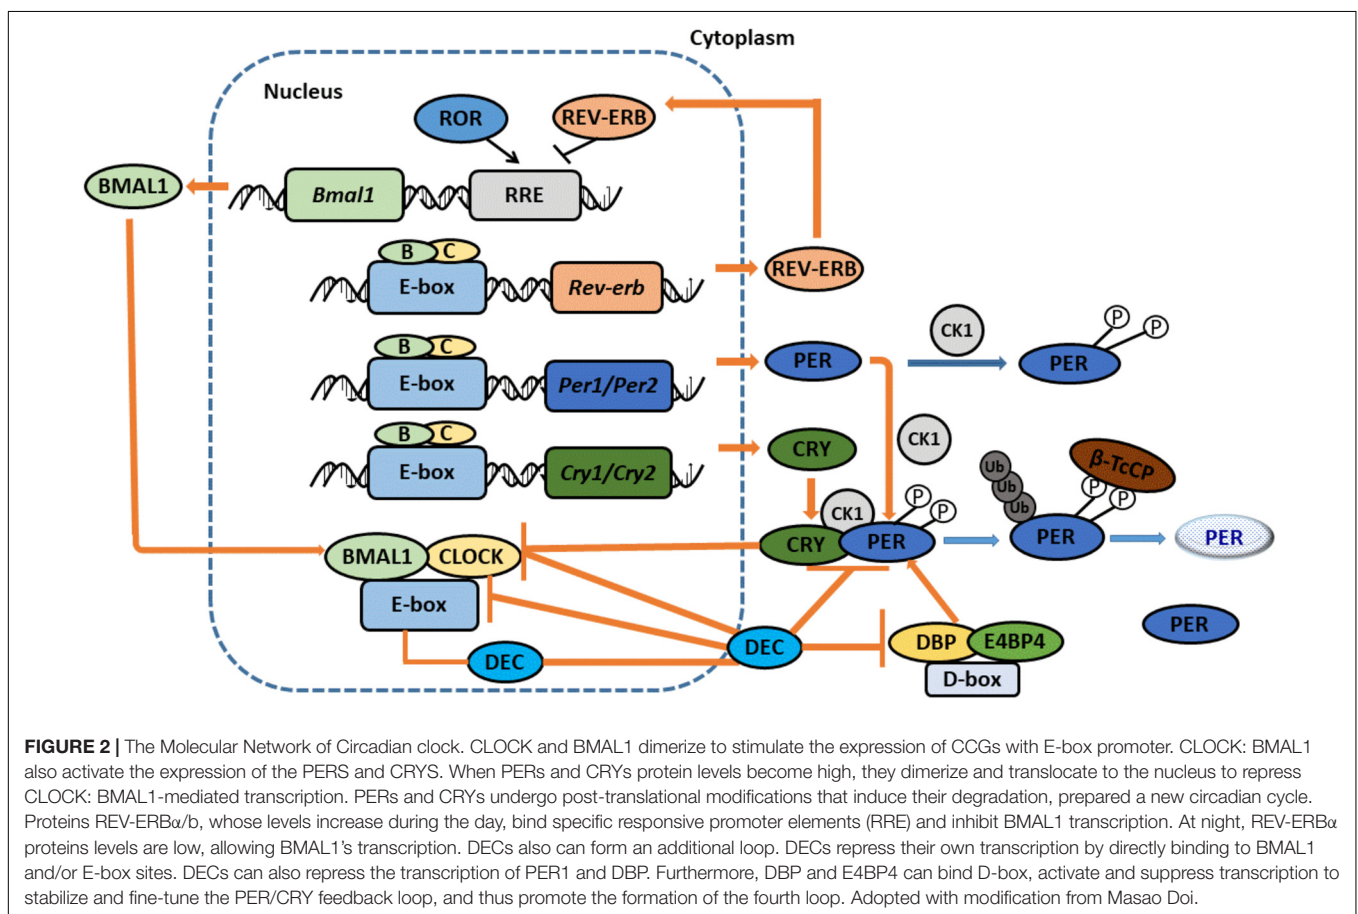 Cytoplasm
Nucleus
ROR
REV-ERB
BMAL1
Bmal1
RRE
B
C
E-box
Rev-erb
REV-ERB
B
C
E-box
Per1/Per2
PER
CK1
PER
P
P
B
C
E-box
Cry1/Cry2
CRY
CK1
CK1
CRY
PER
P
P
Ub
Ub
Ub
PER
P
P
β-TcCP
PER
BMAL1
CLOCK
E-box
DEC
DEC
DBP
E4BP4
D-box
PER
FIGURE 2 | The Molecular Network of Circadian clock. CLOCK and BMAL1 dimerize to stimulate the expression of CCGs with E-box promoter. CLOCK: BMAL1
also activate the expression of the PERS and CRYS. When PERs and CRYs protein levels become high, they dimerize and translocate to the nucleus to repress
CLOCK: BMAL1-mediated transcription. PERs and CRYs undergo post-translational modifications that induce their degradation, prepared a new circadian cycle.
Proteins REV-ERBα/b, whose levels increase during the day, bind specific responsive promoter elements (RRE) and inhibit BMAL1 transcription. At night, REV-ERBα
proteins levels are low, allowing BMAL1's transcription. DECs also can form an additional loop. DECs repress their own transcription by directly binding to BMAL1
and/or E-box sites. DECs can also repress the transcription of PER1 and DBP. Furthermore, DBP and E4BP4 can bind D-box, activate and suppress transcription to
stabilize and fine-tune the PER/CRY feedback loop, and thus promote the formation of the fourth loop. Adopted with modification from Masao Doi.